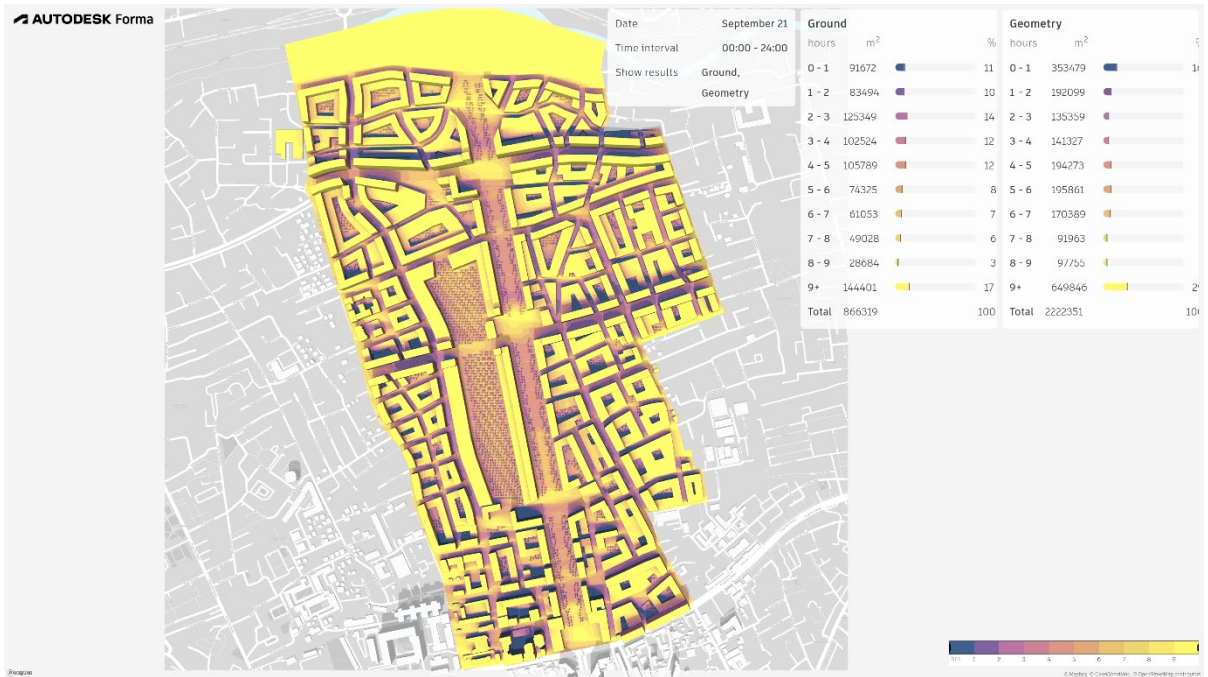 AUTODESK Forma
Date September 21
Time interval 00:00 - 24:00
Show results Ground,
Geometry
Ground
hours m² %
0 - 1 91672 11
1 - 2 83494 10
2 - 3 125349 14
3 - 4 102524 12
4 - 5 105789 12
5 - 6 74325 8
6 - 7 61053 7
7 - 8 49028 6
8 - 9 28684 3
9+ 144401 17
Total 866319 100
Geometry
hours m²
0 - 1 353479
1 - 2 192099
2 - 3 135359
3 - 4 141327
4 - 5 194273
5 - 6 195861
6 - 7 170389
7 - 8 91963
8 - 9 97755
9+ 649846
Total 2222351
1 2 3 4 5 6 7 8 9
© Mapbox, © OpenStreetMap, © OpenStreetMap contributors